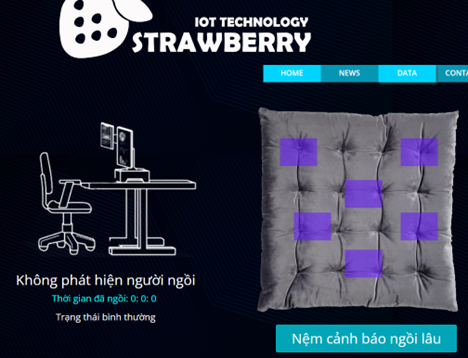 IOT TECHNOLOGY
STRAWBERRY
HOME NEWS DATA CONTA
Không phát hiện người ngồi
Thời gian đã ngồi: 0: 0: 0
Trạng thái bình thường
Nệm cảnh báo ngồi lâu